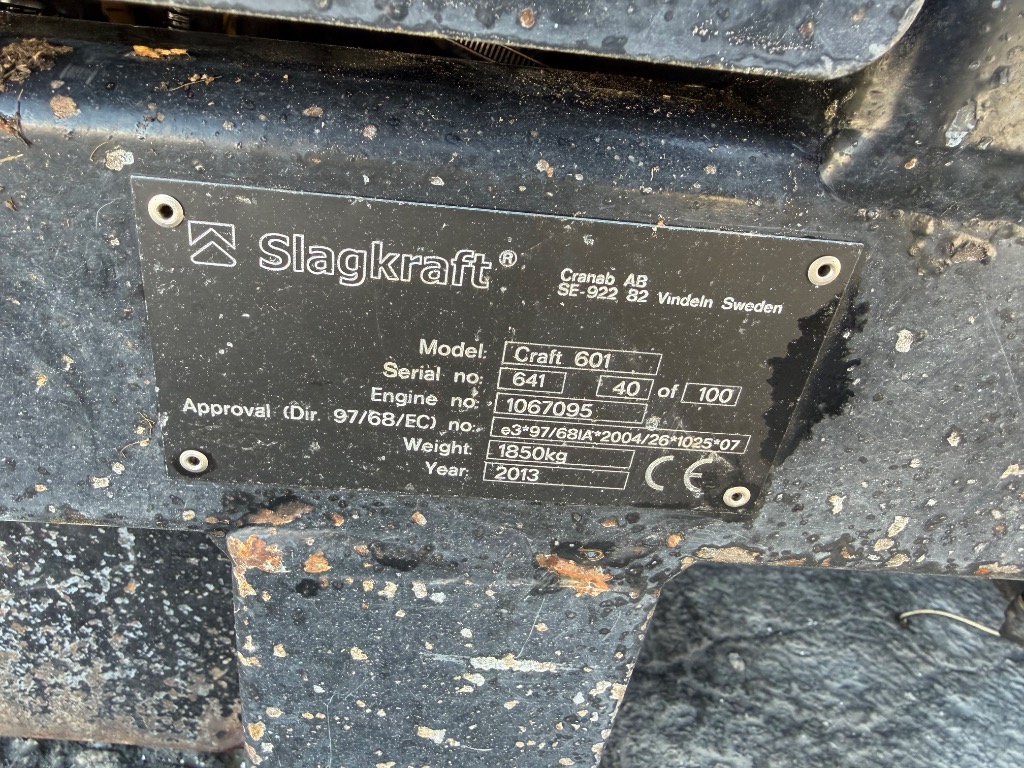 Slagkraft®
Cranab AB
SE-922 82 Vindeln Sweden
Model: Craft 601
Serial no: 641 40 of 100
Engine no: 1067095
Approval (Dir. 97/68/EC) no: e3*97/68IA*2004/26*1025*07
Weight: 1850kg
Year: 2013
CE